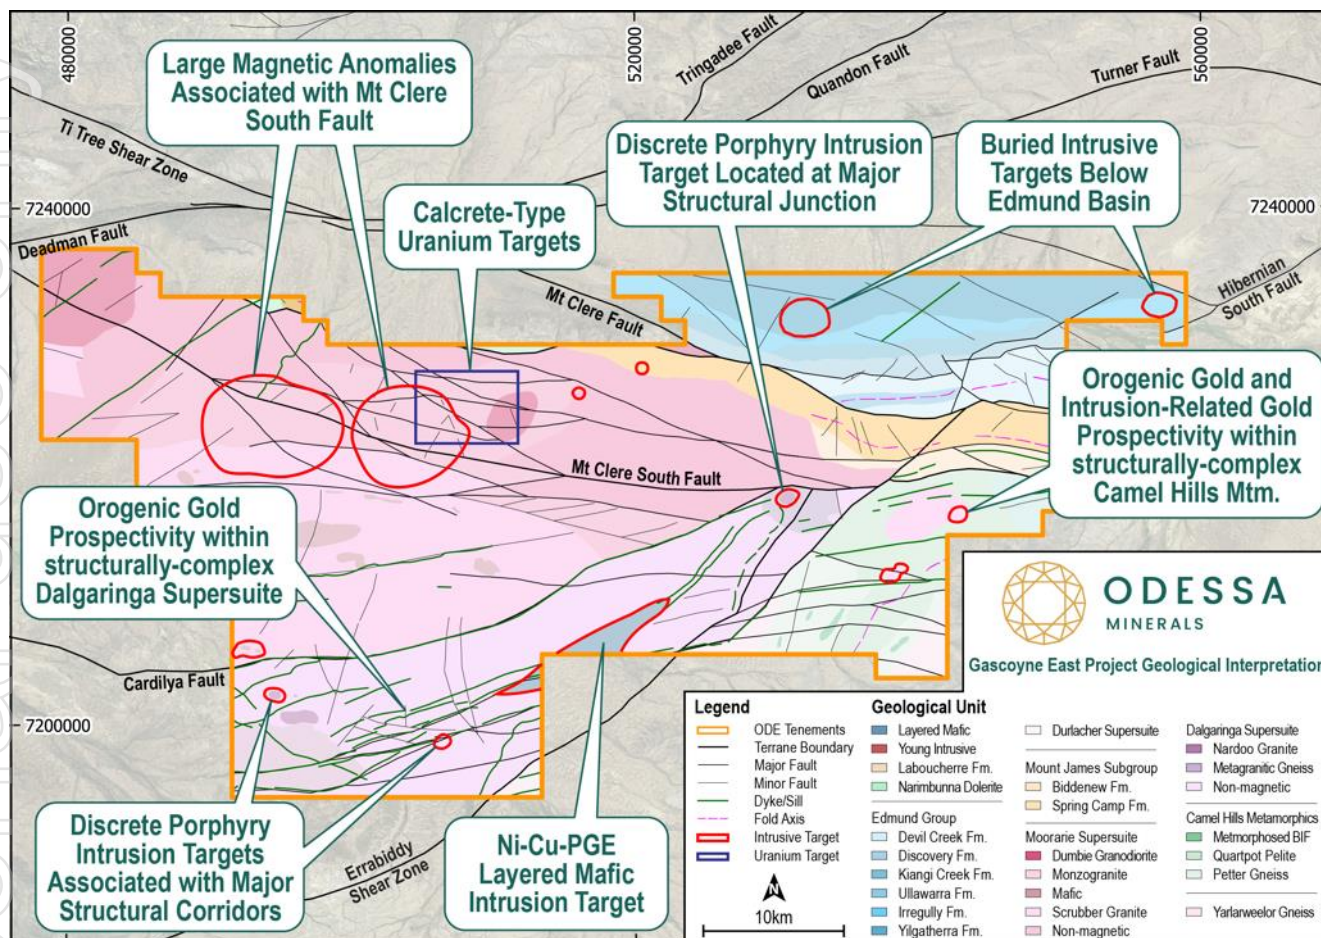 480000
520000
560000
Tringadee Fault
Quandon Fault
Turner Fault
Large Magnetic Anomalies
Associated with Mt Clere
South Fault
Ti Tree Shear Zone
Discrete Porphyry Intrusion
Target Located at Major
Structural Junction
Buried Intrusive
Targets Below
Edmund Basin
Calcrete-Type
Uranium Targets
7240000
7240000
Deadman Fault
Mt Clere Fault
Hibernian
South Fault
Orogenic Gold and
Intrusion-Related Gold
Prospectivity within
structurally-complex
Camel Hills Mtm.
Mt Clere South Fault
Orogenic Gold
Prospectivity within
structurally-complex
Dalgaringa Supersuite
Cardilya Fault
7200000
Discrete Porphyry
Intrusion Targets
Associated with Major
Structural Corridors
Errabiddy
Shear Zone
Ni-Cu-PGE
Layered Mafic
Intrusion Target
ODESSA
MINERALS
Gascoyne East Project Geological Interpretation
Legend
ODE Tenements
Terrane Boundary
Major Fault
Minor Fault
Dyke/Sill
Fold Axis
Intrusive Target
Uranium Target
N
10km
Geological Unit
Layered Mafic
Young Intrusive
Laboucherre Fm.
Narimbunna Dolerite
Edmund Group
Devil Creek Fm.
Discovery Fm.
Kiangi Creek Fm.
Ullawarra Fm.
Irregully Fm.
Yilgatherra Fm.
Durlacher Supersuite
Mount James Subgroup
Biddenew Fm.
Spring Camp Fm.
Moorarie Supersuite
Dumbie Granodiorite
Monzogranite
Mafic
Scrubber Granite
Non-magnetic
Dalgaringa Supersuite
Nardoo Granite
Metagranitic Gneiss
Non-magnetic
Camel Hills Metamorphics
Metmorphosed BIF
Quartpot Pelite
Petter Gneiss
Yarlarweelor Gneiss